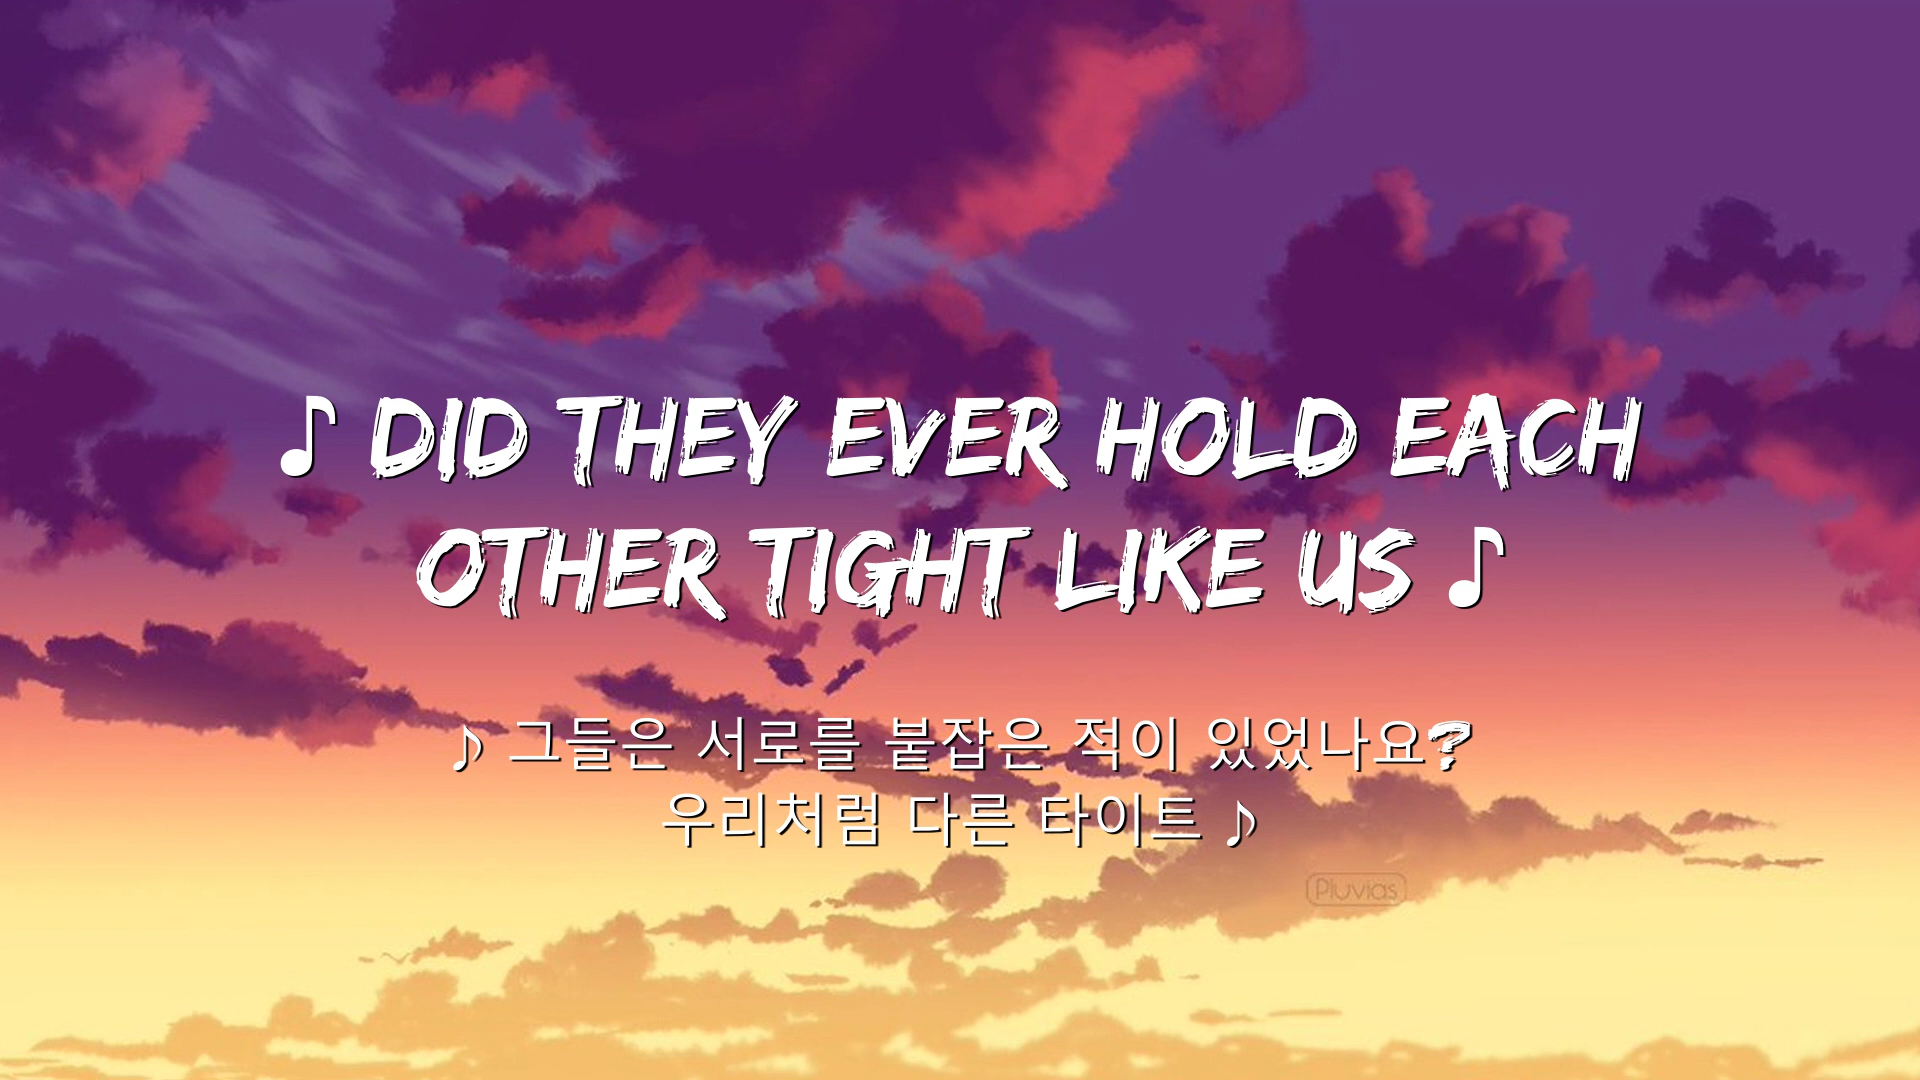 ♪ DID THEY EVER HOLD EACH
OTHER TIGHT LIKE US ♪
♪ 그들은 서로를 붙잡은 적이 있었나요?
우리처럼 다른 타이트 ♪
Pluvias